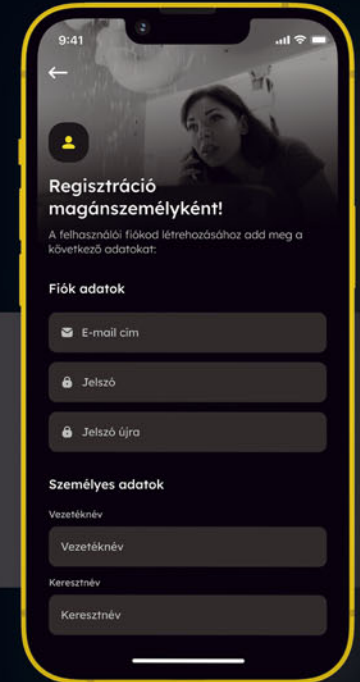 9:41
Regisztráció
magánszemélyként!
A felhasználói fiókod létrehozásához add meg a
következő adatokat:
Fiók adatok
E-mail cim
Jelszó
Jelszó újra
Személyes adatok
Vezetéknév
Vezetéknév
Keresztnév
Keresztnév